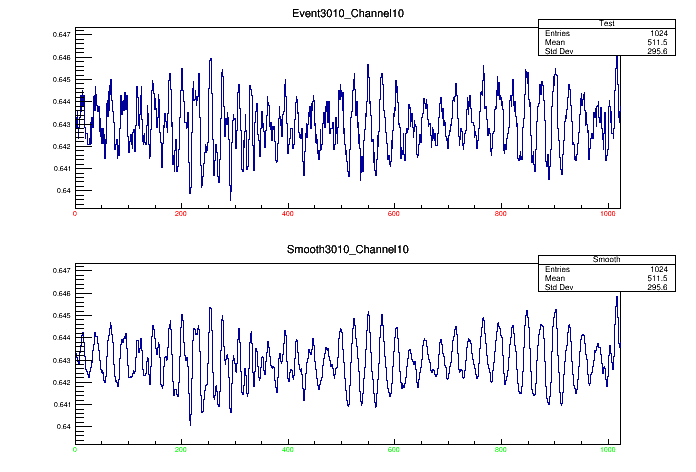 Event3010_Channel10
Test
Entries 1024
Mean 511.5
Std Dev 295.6
0.647
0.646
0.645
0.644
0.643
0.642
0.641
0.64
0 200 400 600 800 1000
Smooth3010_Channel10
Smooth
Entries 1024
Mean 511.5
Std Dev 295.6
0.647
0.646
0.645
0.644
0.643
0.642
0.641
0.64
0 200 400 600 800 1000